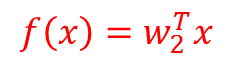 f(x) = w_2^T x